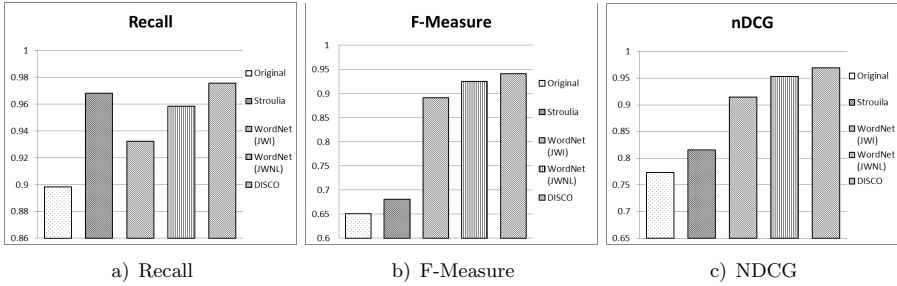 Recall
1
0.98
0.96
0.94
0.92
0.9
0.88
0.86
Original
Stroulia
WordNet
(JWI)
WordNet
(JWNL)
DISCO
a) Recall
F-Measure
1
0.95
0.9
0.85
0.8
0.75
0.7
0.65
0.6
Original
Stroulia
WordNet
(JWI)
WordNet
(JWNL)
DISCO
b) F-Measure
nDCG
1
0.95
0.9
0.85
0.8
0.75
0.7
0.65
Original
Strouila
WordNet
(JWI)
WordNet
(JWNL)
DISCO
c) NDCG